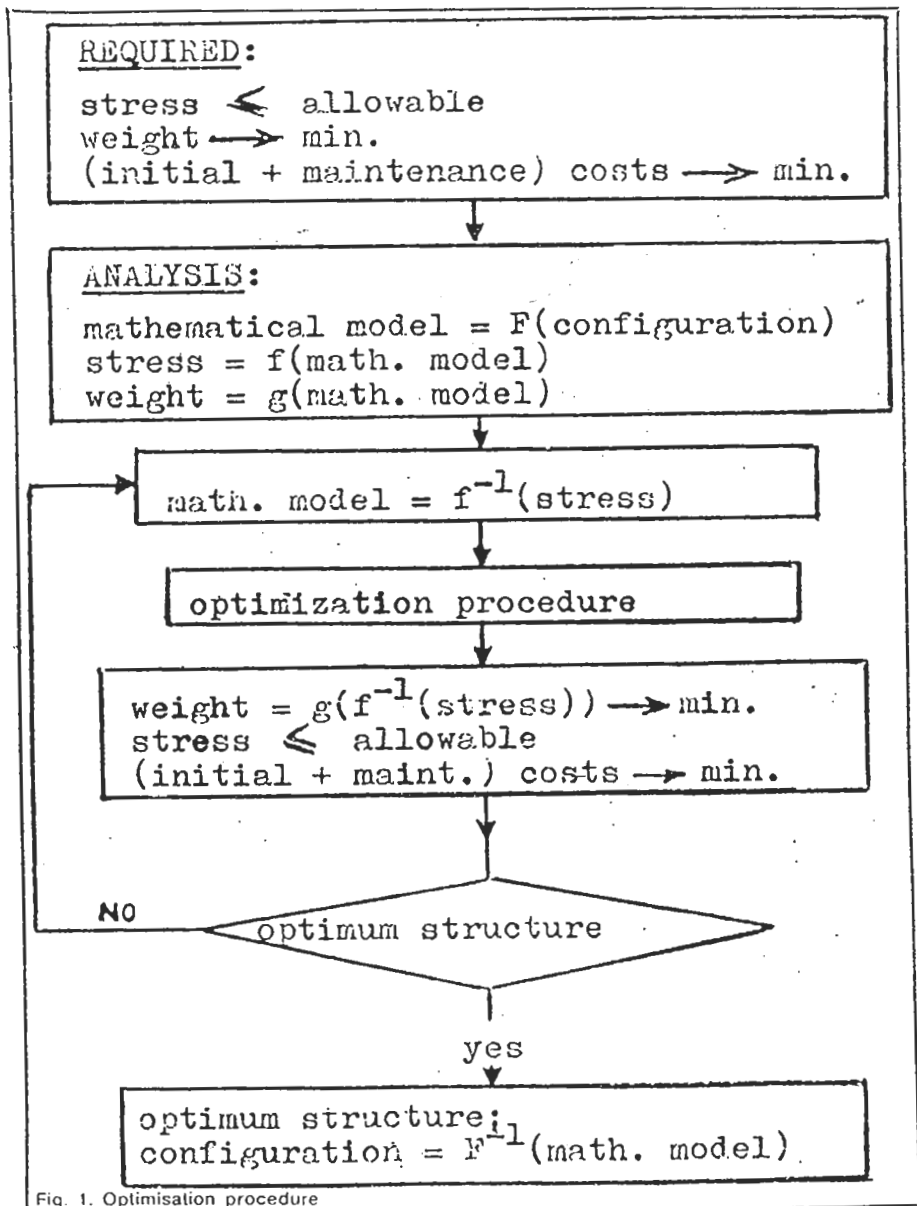 REQUIRED:
stress ⩽ allowable
weight → min.
(initial + maintenance) costs → min.
ANALYSIS:
mathematical model = F(configuration)
stress = f(math. model)
weight = g(math. model)
math. model = f⁻¹(stress)
optimization procedure
weight = g(f⁻¹(stress)) → min.
stress ⩽ allowable
(initial + maint.) costs → min.
optimum structure
NO
yes
optimum structure:
configuration = F⁻¹(math. model)
Fig. 1. Optimisation procedure